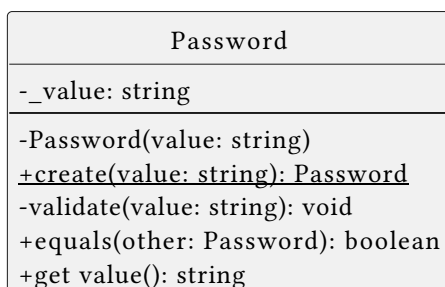 Password
-_value: string
-Password(value: string)
+create(value: string): Password
-validate(value: string): void
+equals(other: Password): boolean
+get value(): string